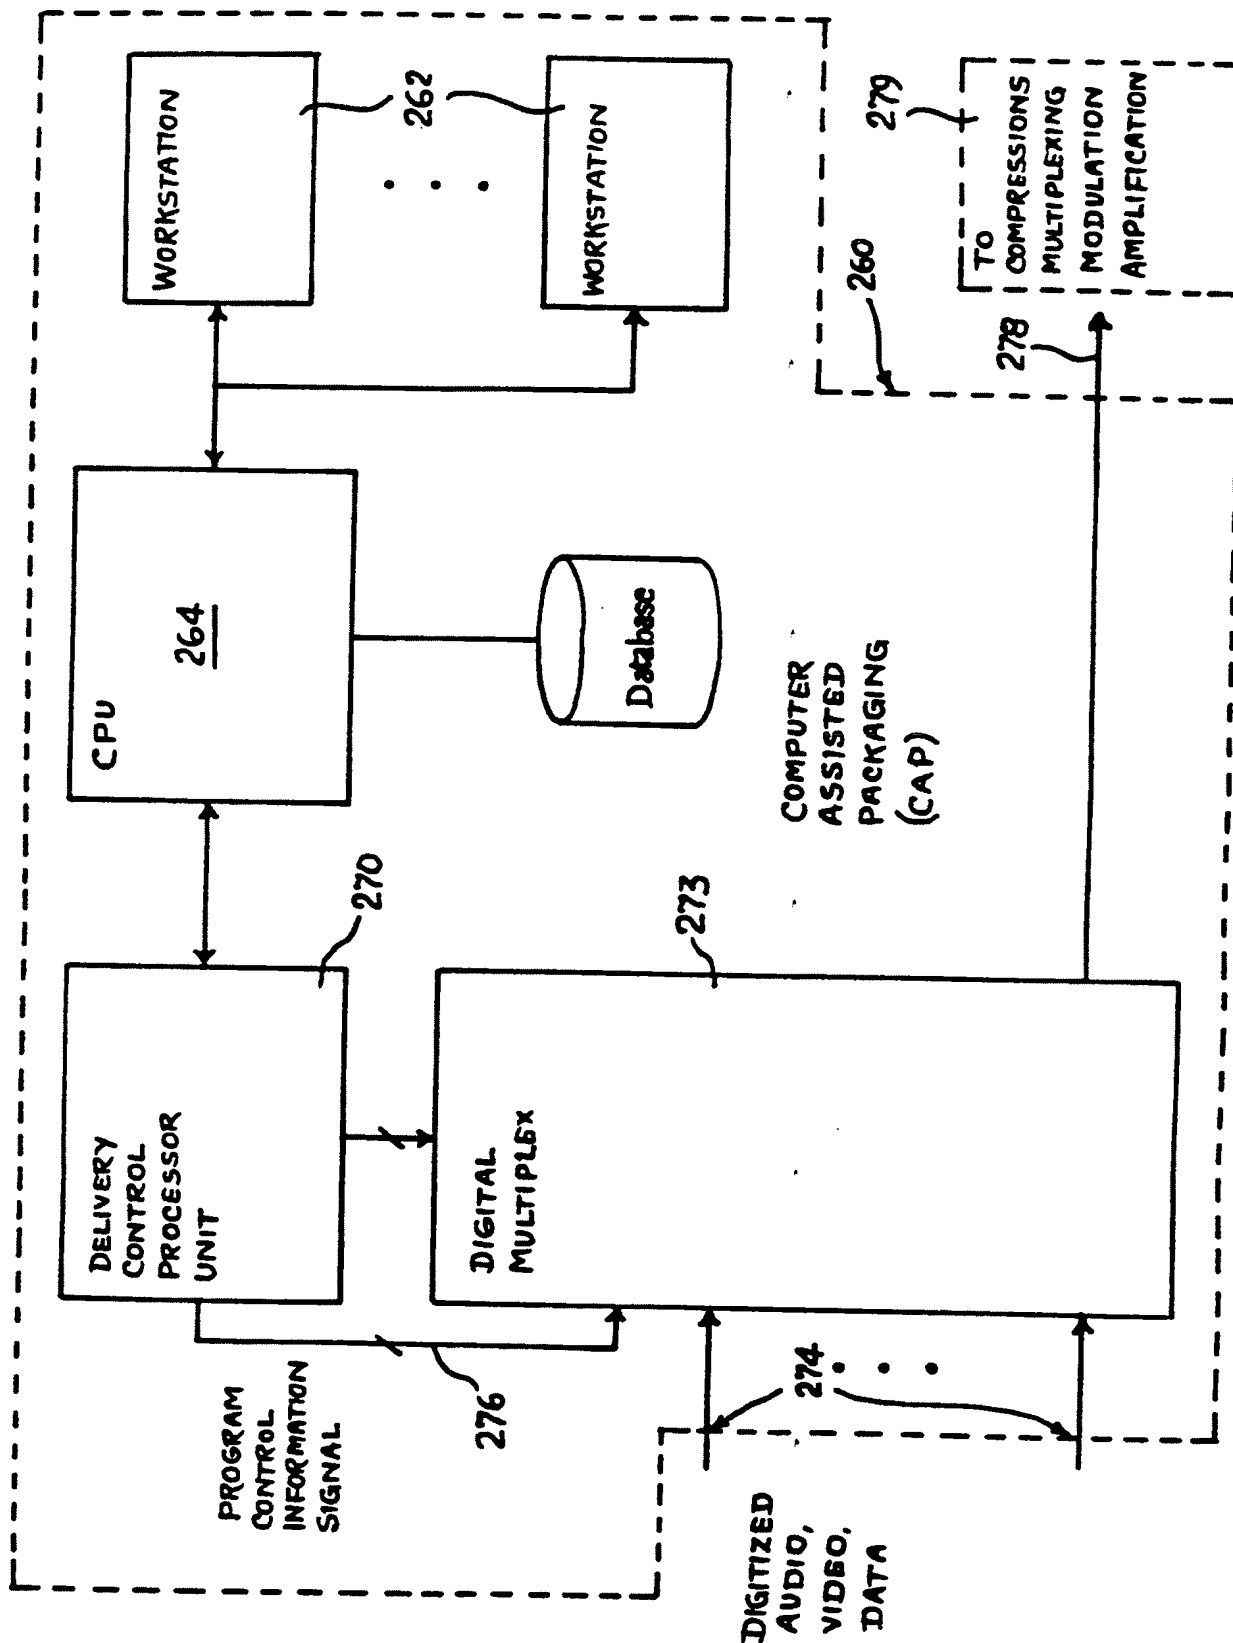 PROGRAM
CONTROL
INFORMATION
SIGNAL
276
DELIVERY
CONTROL
PROCESSOR
UNIT
270
CPU
264
WORKSTATION
262
WORKSTATION
Database
DIGITAL
MULTIPLEX
273
COMPUTER
ASSISTED
PACKAGING
(CAP)
260
DIGITIZED
AUDIO,
VIDEO,
DATA
274
278
279
TO
COMPRESSIONS
MULTIPLEXING
MODULATION
AMPLIFICATION